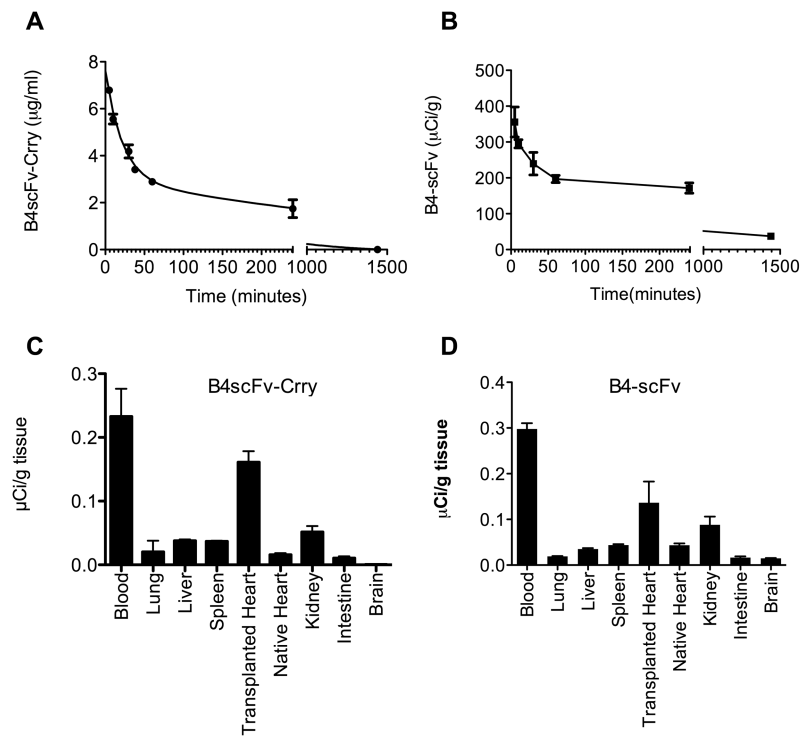 A
B4scFv-Crry (μg/ml)
8
6
4
2
0
0 50 100 150 200 1000 1500
Time (minutes)
B
B4-scFv (μCi/g)
500
400
300
200
100
0
0 50 100 150 200 1000 1500
Time(minutes)
C
B4scFv-Crry
μCi/g tissue
0.3
0.2
0.1
0.0
Blood
Lung
Liver
Spleen
Transplanted Heart
Native Heart
Kidney
Intestine
Brain
D
B4-scFv
μCi/g tissue
0.4
0.3
0.2
0.1
0.0
Blood
Lung
Liver
Spleen
Transplanted Heart
Native Heart
Kidney
Intestine
Brain